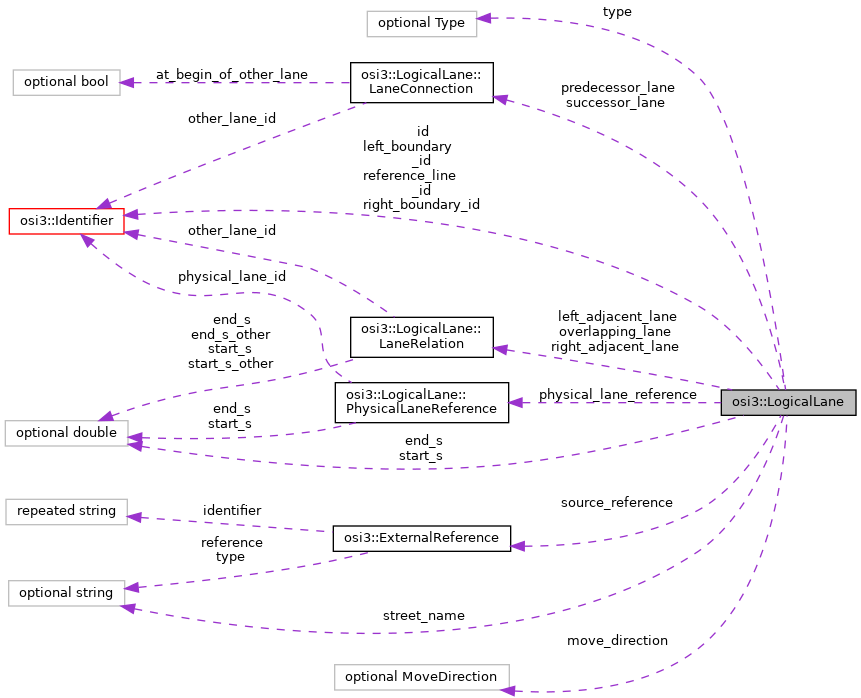 type
optional Type
osi3::LogicalLane::
LaneConnection
at_begin_of_other_lane
optional bool
predecessor_lane
successor_lane
other_lane_id
id
left_boundary
_id
reference_line
_id
right_boundary_id
osi3::Identifier
other_lane_id
physical_lane_id
end_s
end_s_other
start_s
start_s_other
osi3::LogicalLane::
LaneRelation
left_adjacent_lane
overlapping_lane
right_adjacent_lane
osi3::LogicalLane::
PhysicalLaneReference
physical_lane_reference
osi3::LogicalLane
end_s
start_s
optional double
end_s
start_s
repeated string
identifier
source_reference
osi3::ExternalReference
reference
type
optional string
street_name
move_direction
optional MoveDirection